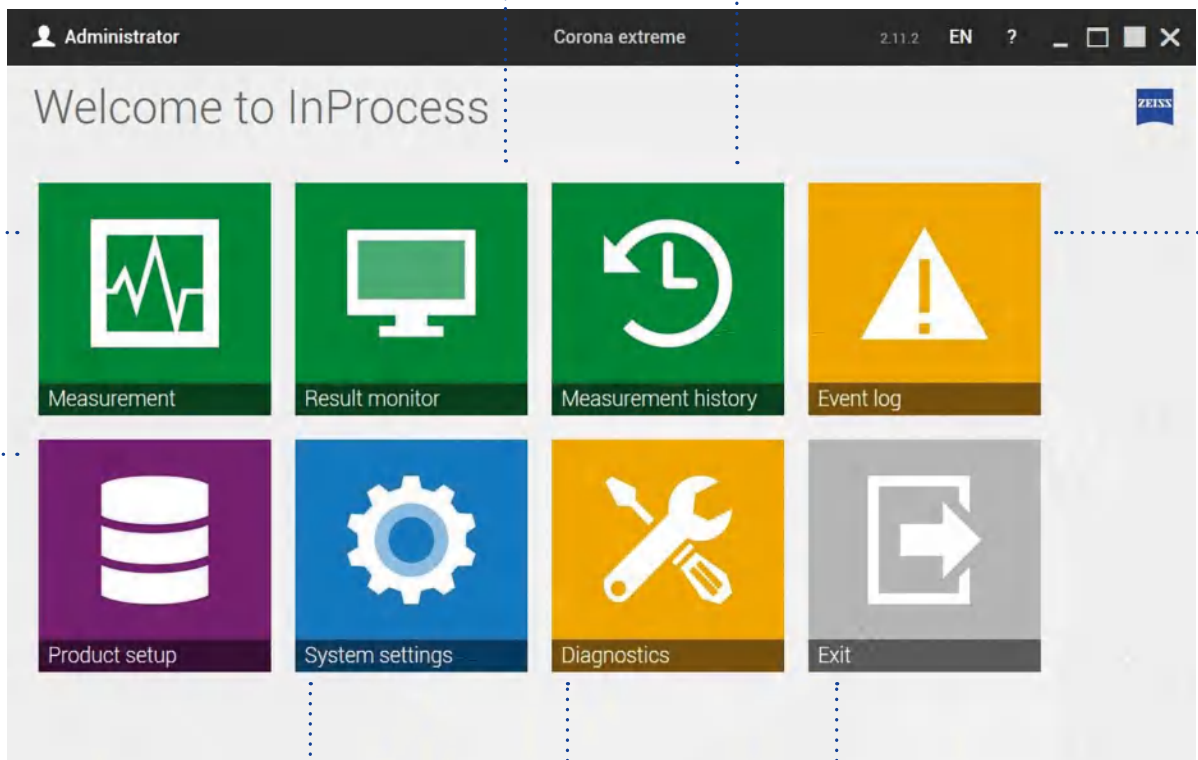 Administrator Corona extreme 2.11.2 EN ?
Welcome to InProcess
ZEISS
Measurement Result monitor Measurement history Event log
Product setup System settings Diagnostics Exit